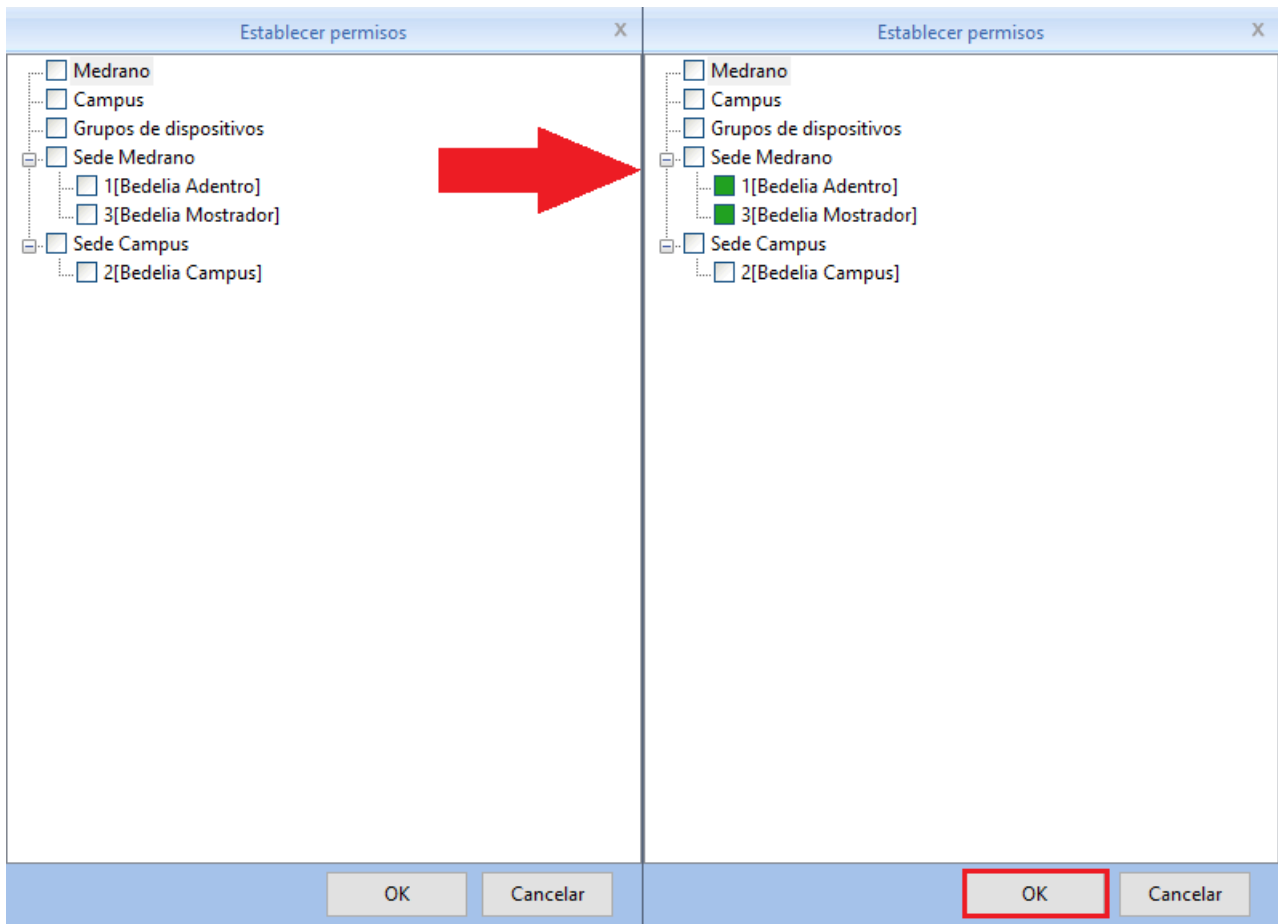 Establecer permisos X
Medrano
Campus
Grupos de dispositivos
Sede Medrano
1[Bedelia Adentro]
3[Bedelia Mostrador]
Sede Campus
2[Bedelia Campus]
OK Cancelar
Establecer permisos X
Medrano
Campus
Grupos de dispositivos
Sede Medrano
1[Bedelia Adentro]
3[Bedelia Mostrador]
Sede Campus
2[Bedelia Campus]
OK Cancelar